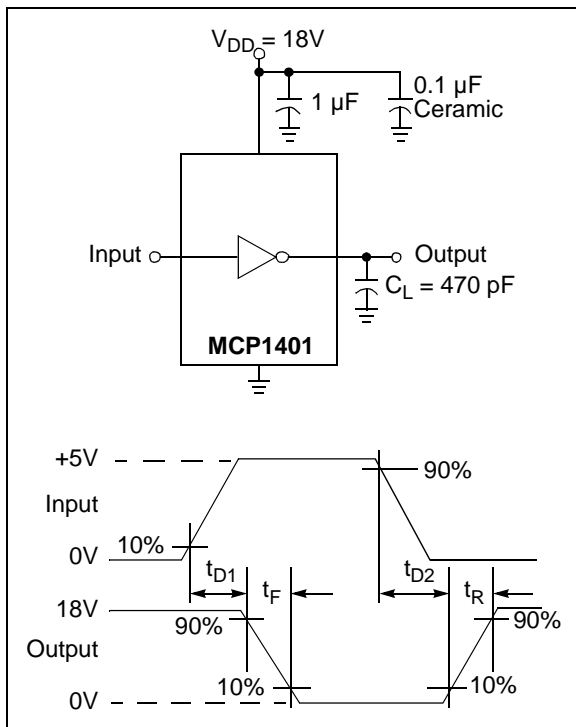 V_DD = 18V
1 µF
0.1 µF
Ceramic
Input
Output
C_L = 470 pF
MCP1401
+5V
Input
0V
10%
90%
t_D1
t_F
t_D2
t_R
18V
Output
0V
90%
10%
90%
10%